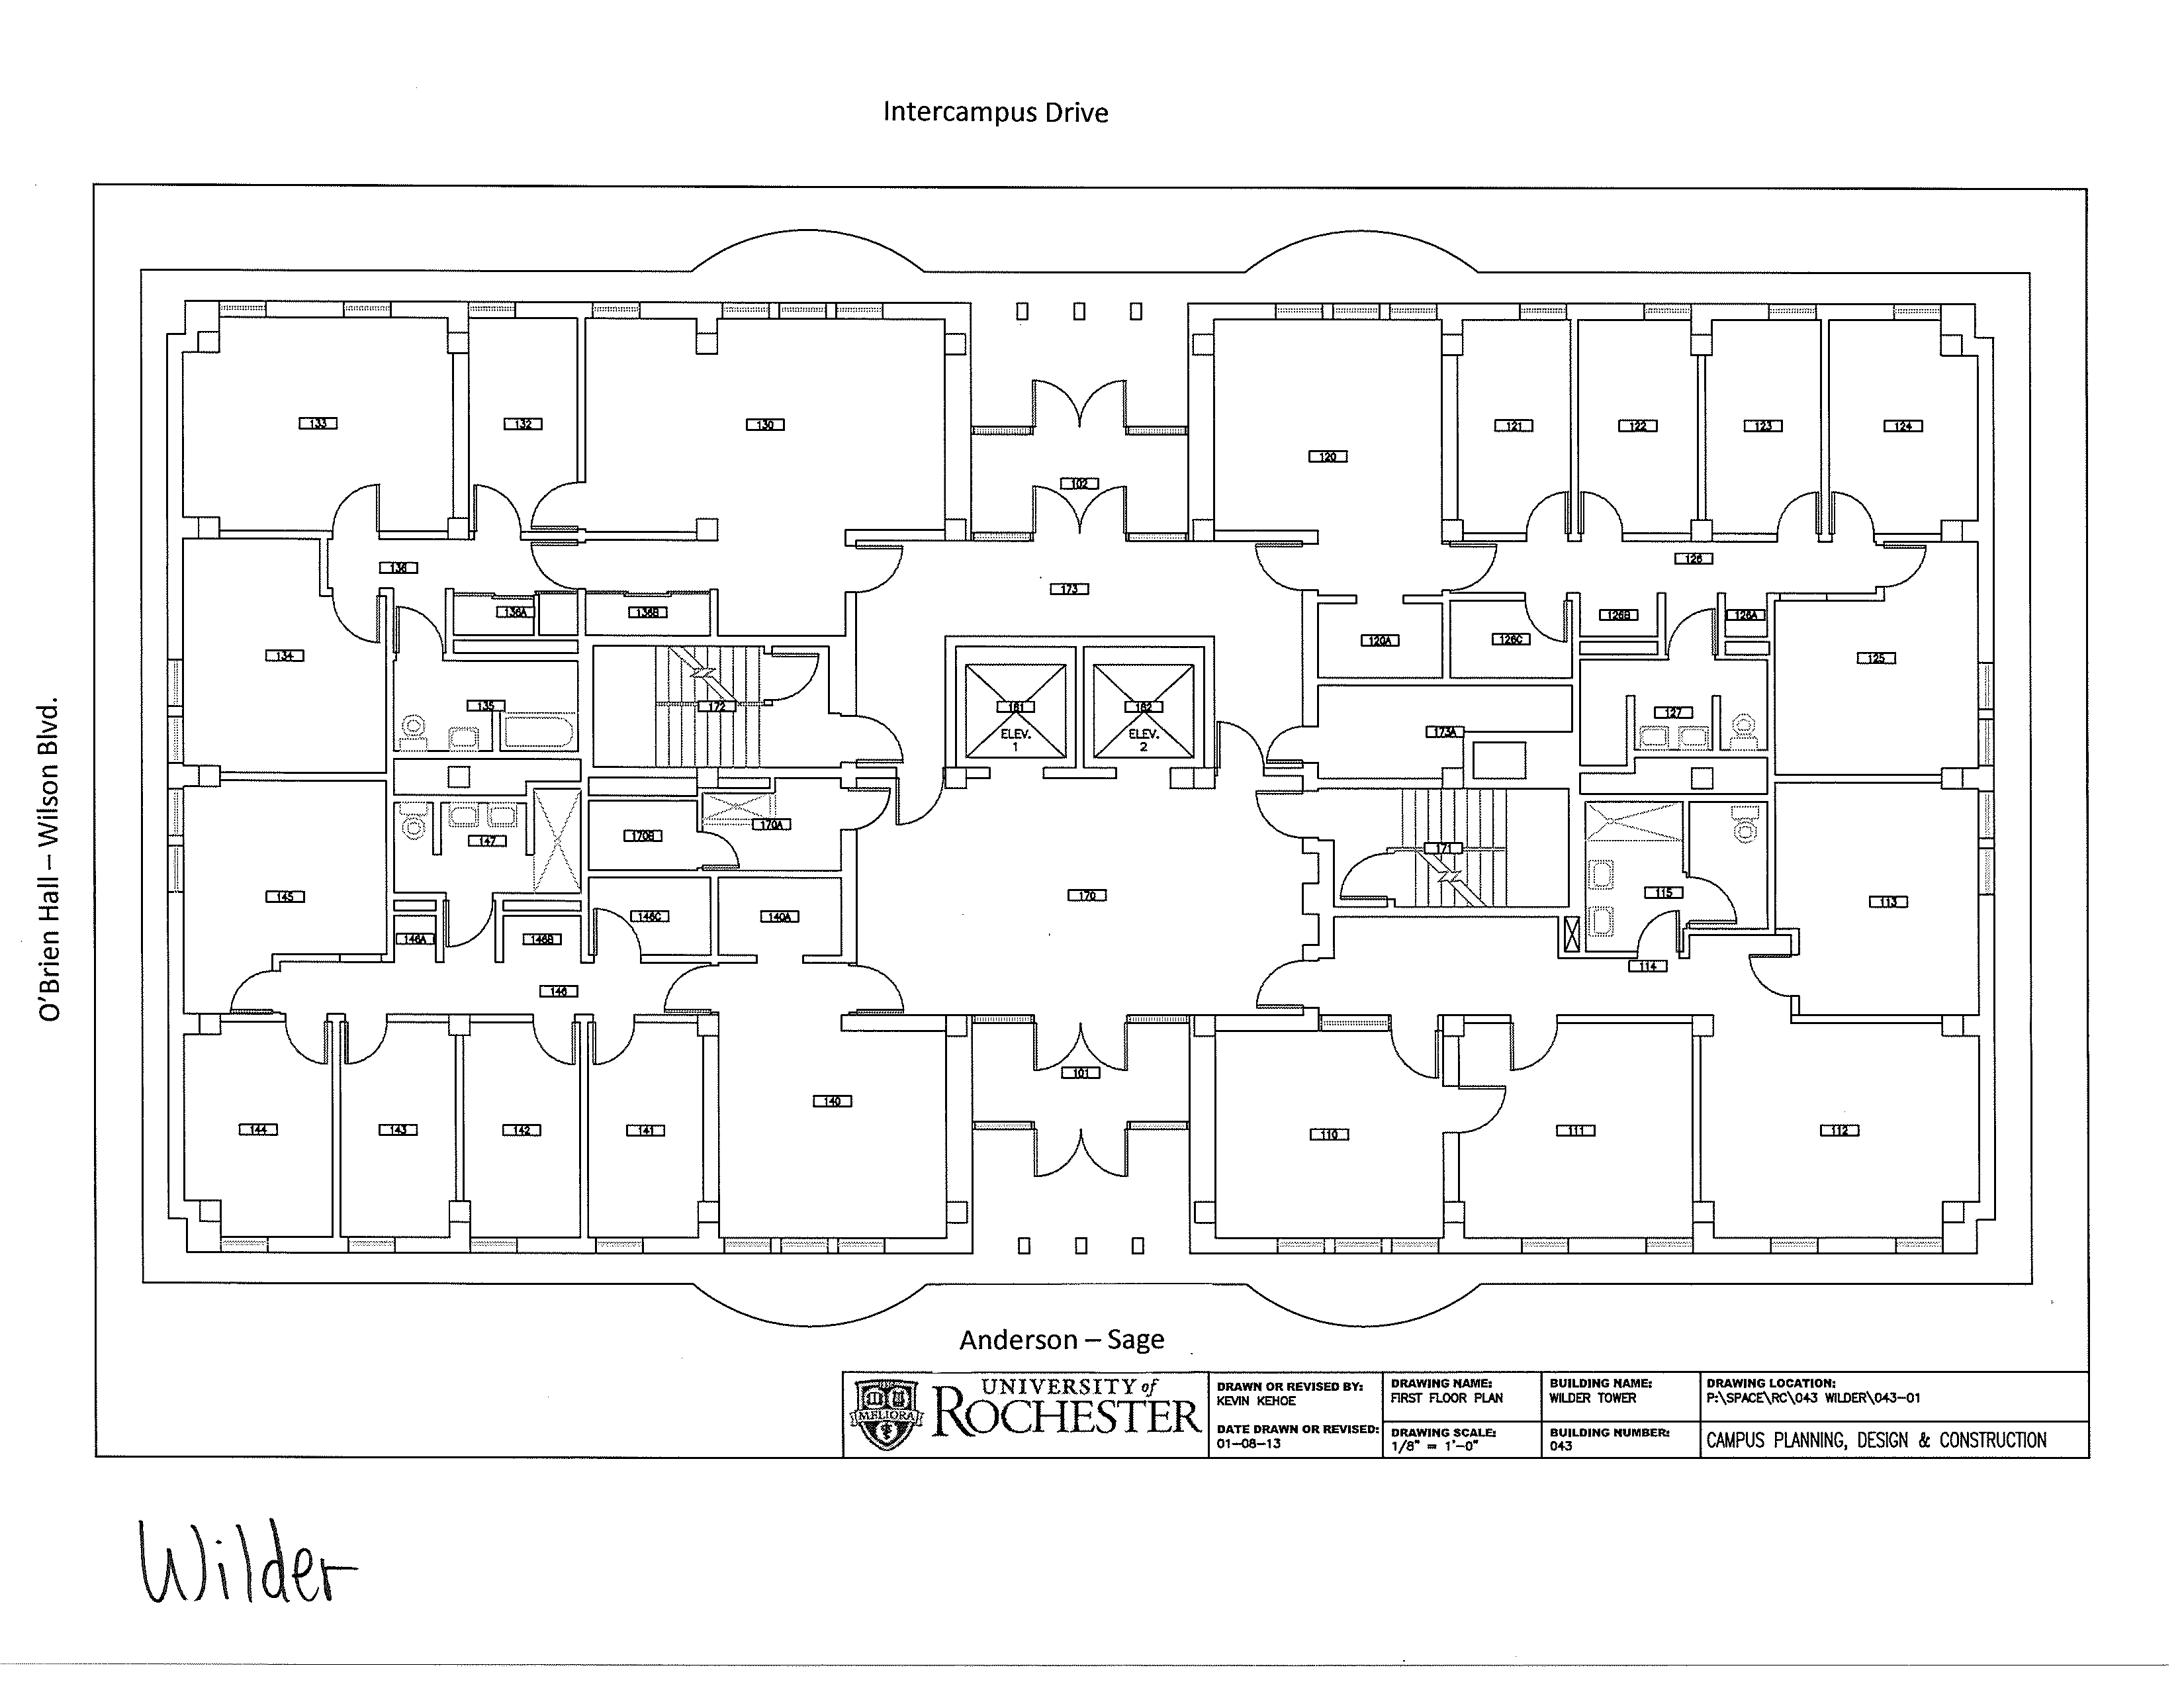 Intercampus Drive
133
132
130
102
120
121
122
123
124
136
136A
136B
173
126
126B
126A
120A
126C
134
135
172
161
ELEV.
1
162
ELEV.
2
173A
127
125
145
147
170B
170A
170
171
115
113
146A
146B
146C
140A
146
114
144
143
142
141
140
101
110
111
112
O'Brien Hall – Wilson Blvd.
Anderson – Sage
MELIORA
UNIVERSITY of
ROCHESTER
DRAWN OR REVISED BY:
KEVIN KEHOE
DATE DRAWN OR REVISED:
01-08-13
DRAWING NAME:
FIRST FLOOR PLAN
DRAWING SCALE:
1/8" = 1'-0"
BUILDING NAME:
WILDER TOWER
BUILDING NUMBER:
043
DRAWING LOCATION:
P:\SPACE\RC\043 WILDER\043-01
CAMPUS PLANNING, DESIGN & CONSTRUCTION
Wilder